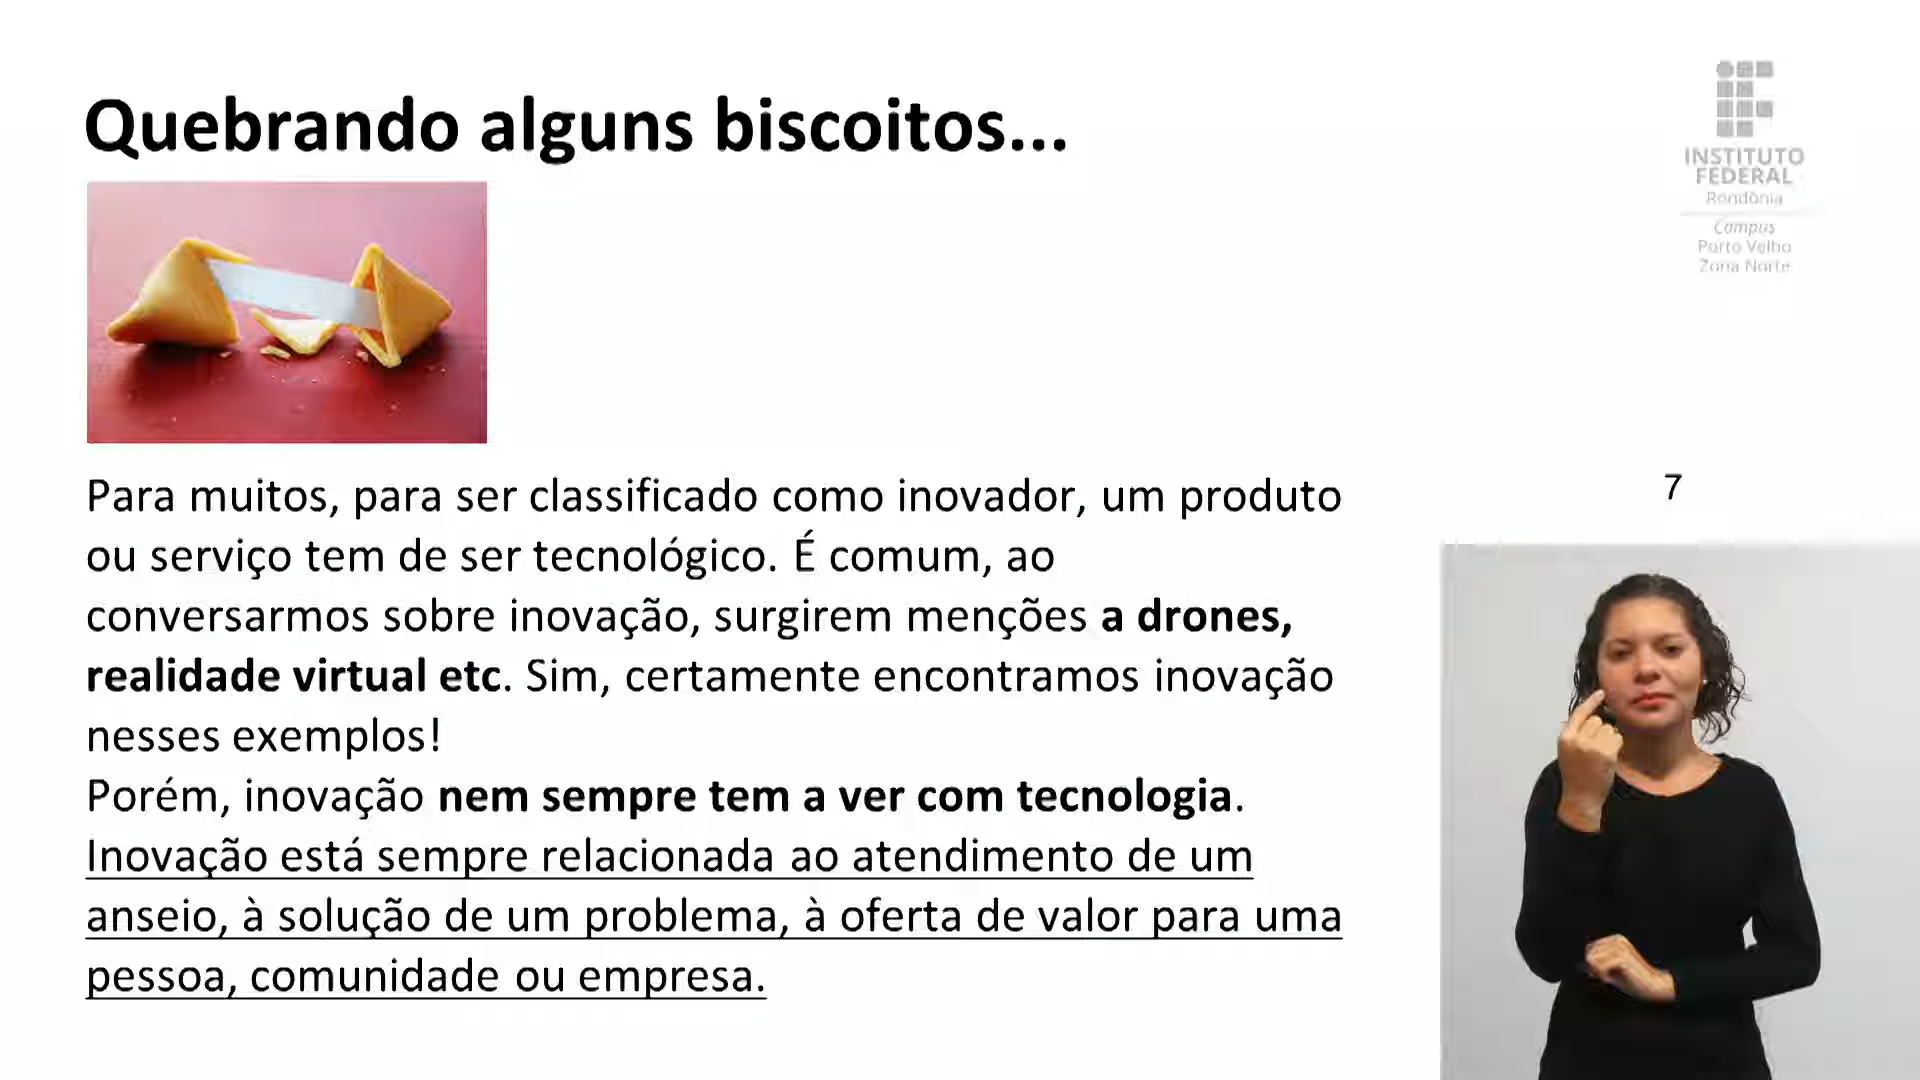 Quebrando alguns biscoitos...
INSTITUTO
FEDERAL
Rondônia
Campus
Porto Velho
Zona Norte
Para muitos, para ser classificado como inovador, um produto
ou serviço tem de ser tecnológico. É comum, ao
conversarmos sobre inovação, surgirem menções a drones,
realidade virtual etc. Sim, certamente encontramos inovação
nesses exemplos!
Porém, inovação nem sempre tem a ver com tecnologia.
Inovação está sempre relacionada ao atendimento de um
anseio, à solução de um problema, à oferta de valor para uma
pessoa, comunidade ou empresa.
7